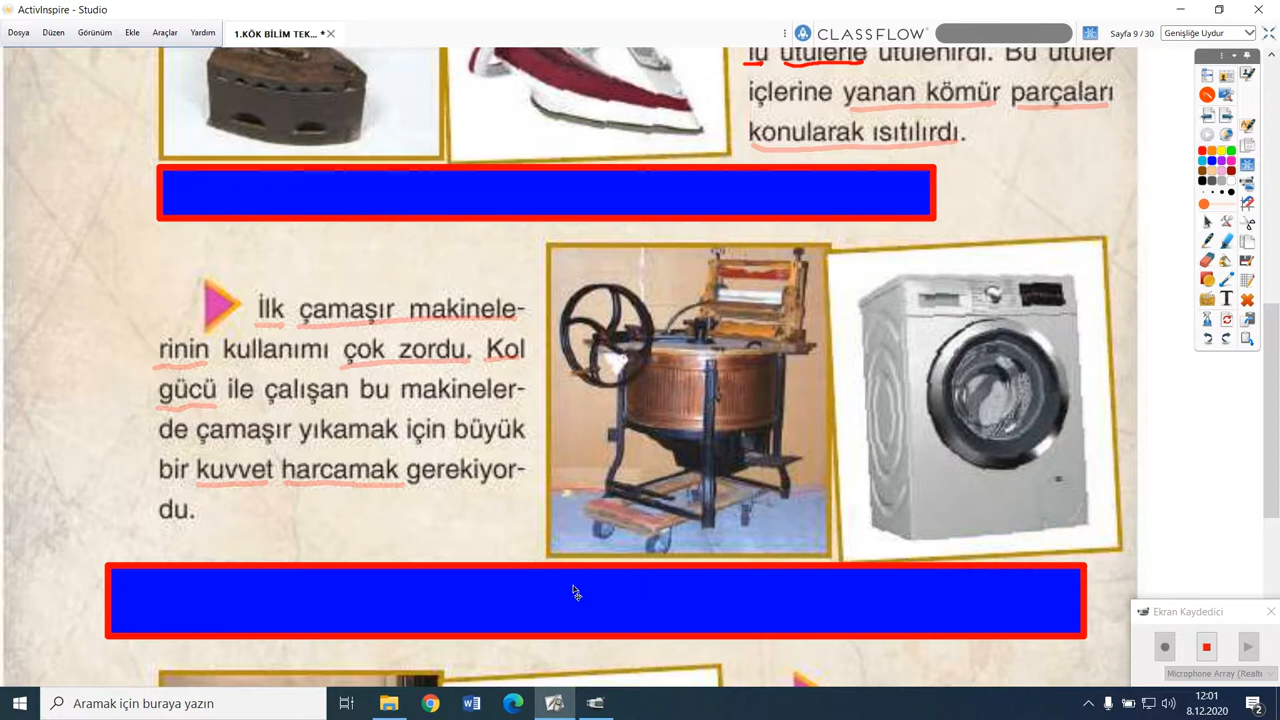 ActivInspire - Studio
Dosya Düzen Görünüm Ekle Araçlar Yardım
1.KÖK BİLİM TEK... *
CLASSFLOW
Sayfa 9 / 30
Genişliğe Uydur
lü ütülerle ütülenirdi. Bu ütüler
içlerine yanan kömür parçaları
konularak ısıtılırdı.
İlk çamaşır makinele-
rinin kullanımı çok zordu. Kol
gücü ile çalışan bu makineler-
de çamaşır yıkamak için büyük
bir kuvvet harcamak gerekiyor-
du.
Ekran Kaydedici
Microphone Array (Realt
Aramak için buraya yazın
12:01
8.12.2020
2